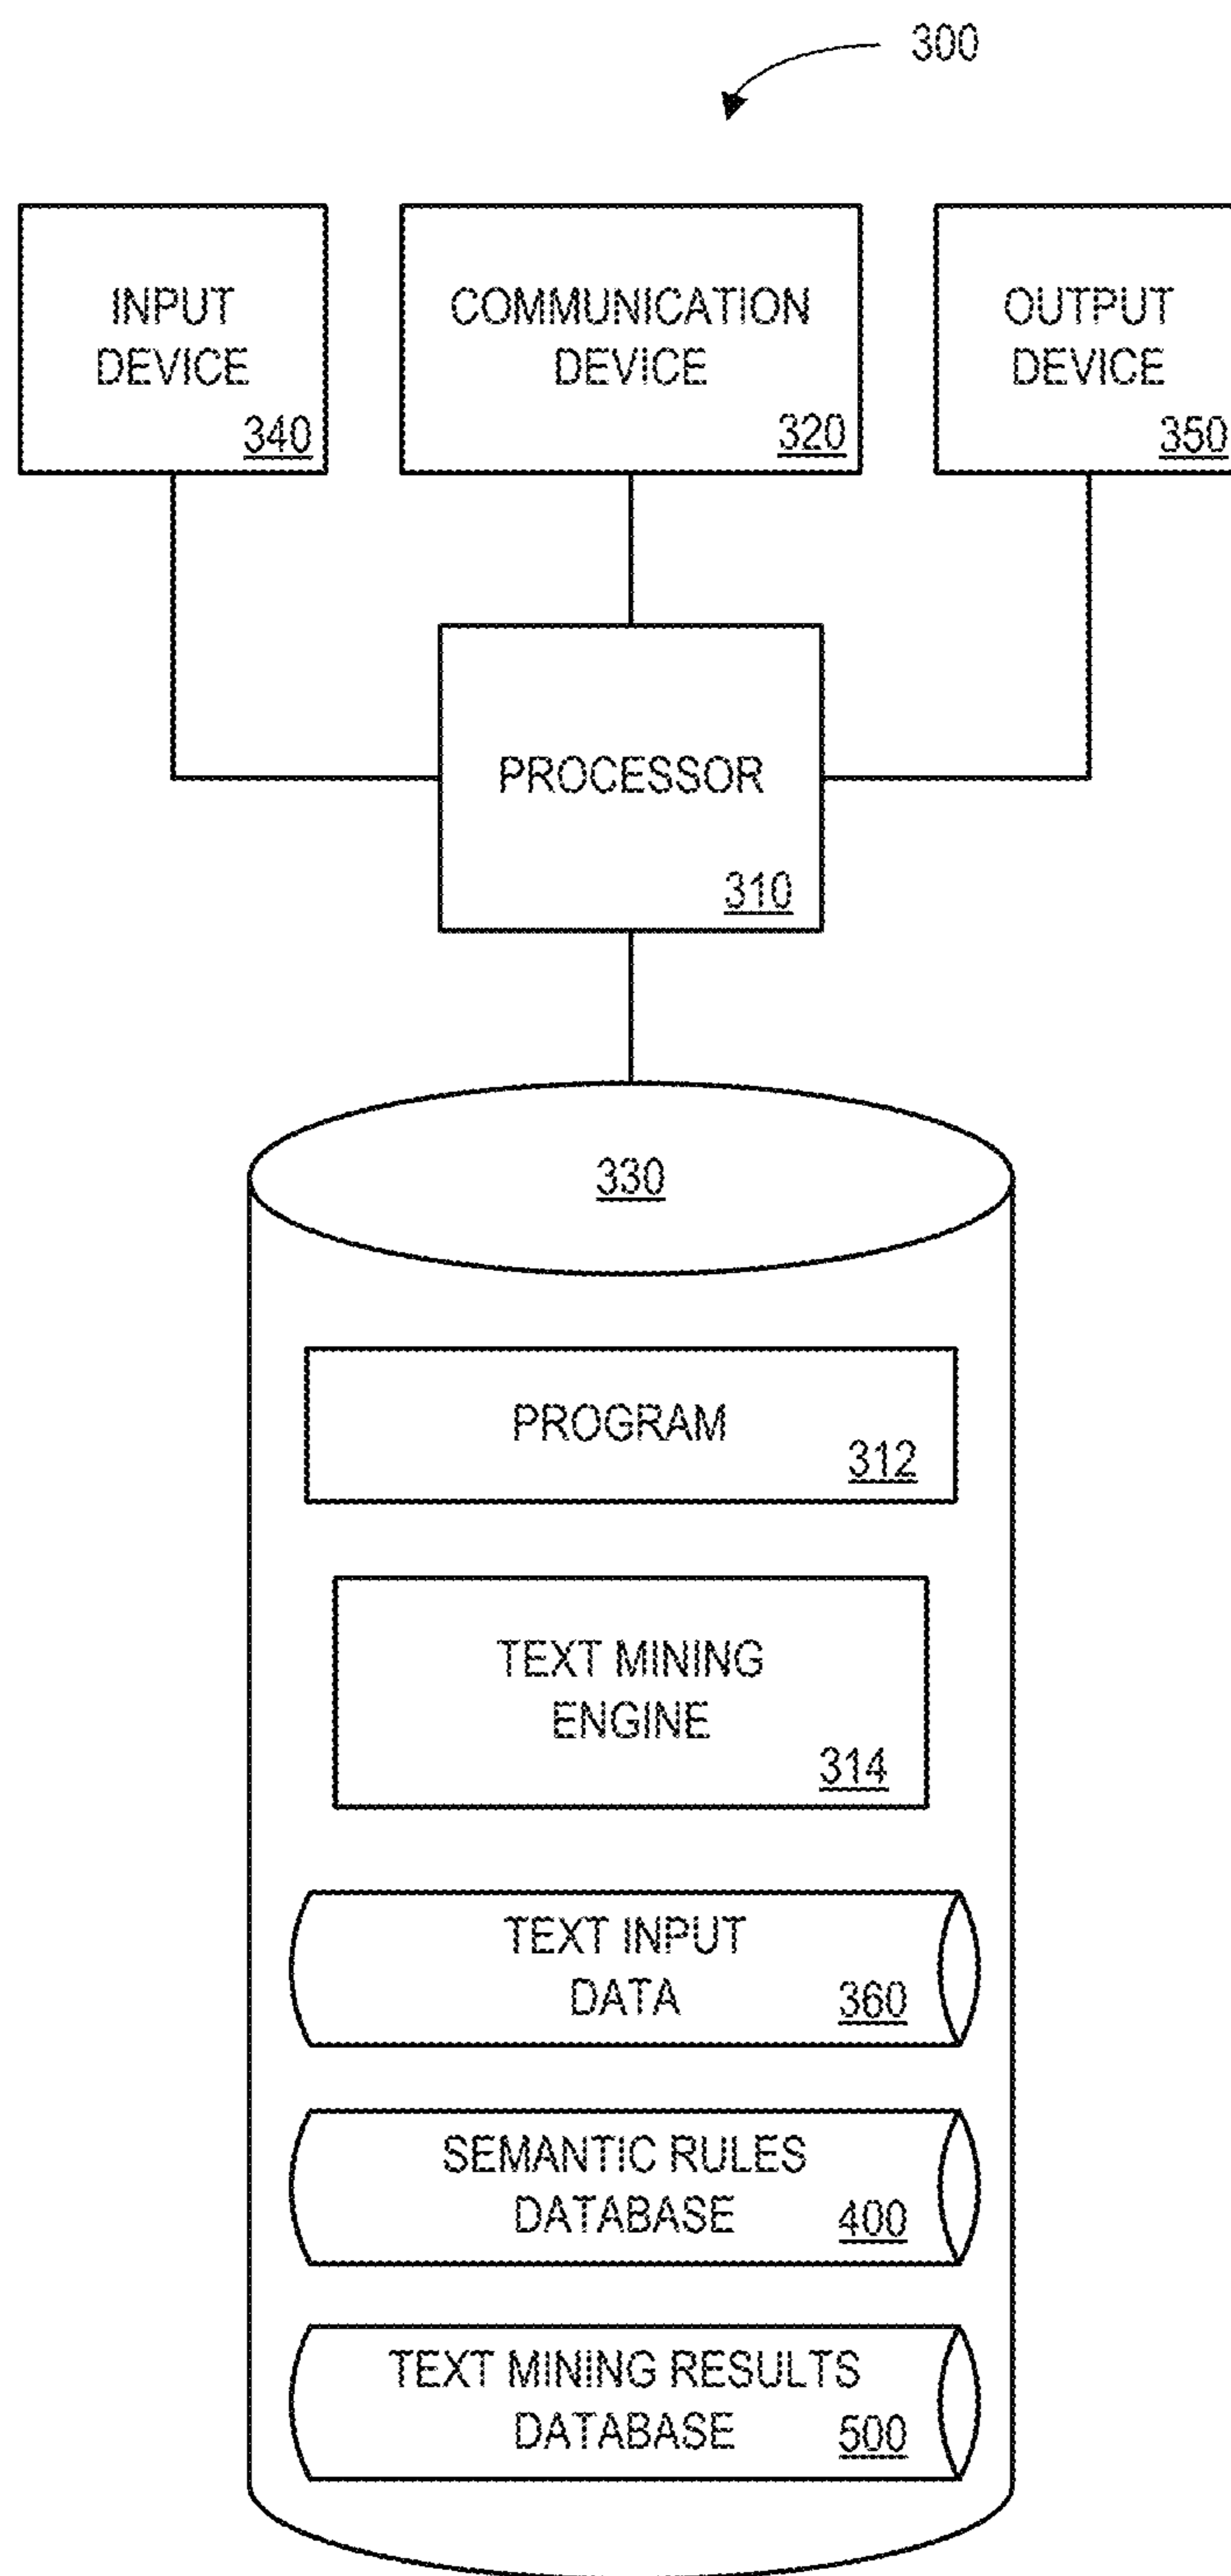 300
INPUT
DEVICE
340
COMMUNICATION
DEVICE
320
OUTPUT
DEVICE
350
PROCESSOR
310
330
PROGRAM
312
TEXT MINING
ENGINE
314
TEXT INPUT
DATA
360
SEMANTIC RULES
DATABASE
400
TEXT MINING RESULTS
DATABASE
500